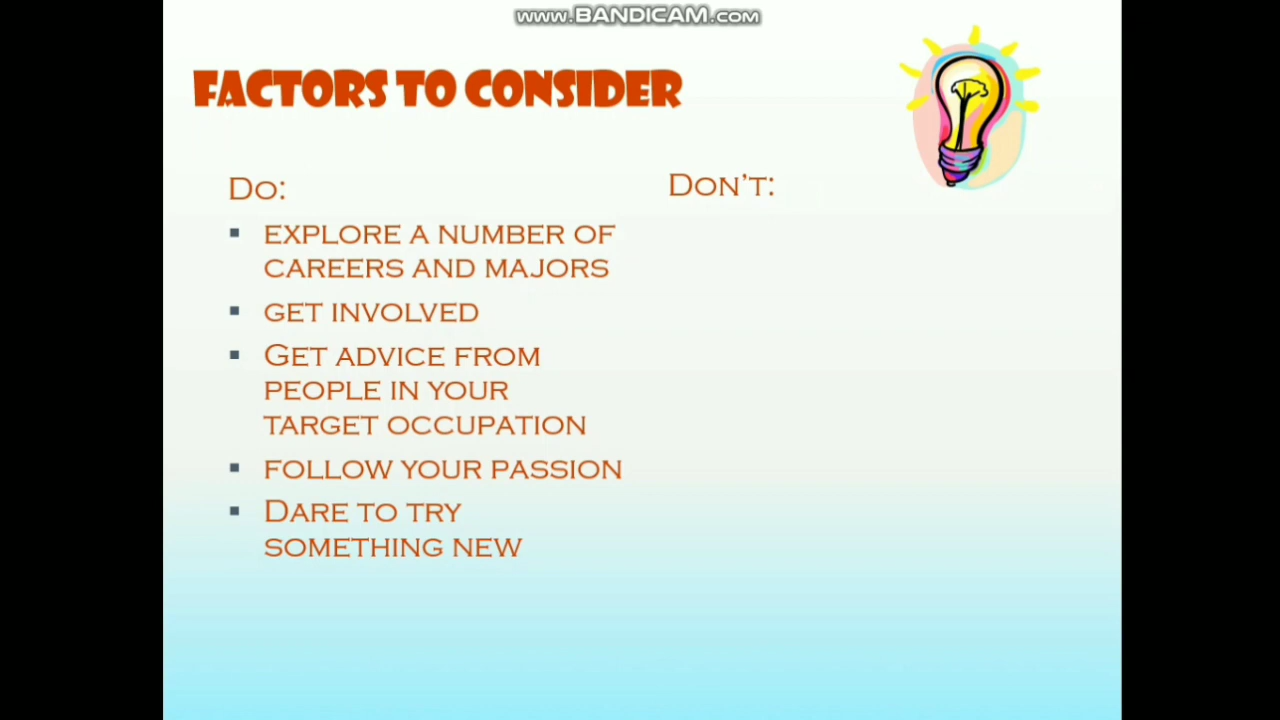 www.BANDICAM.com
FACTORS TO CONSIDER
Do:
EXPLORE A NUMBER OF
CAREERS AND MAJORS
GET INVOLVED
GET ADVICE FROM
PEOPLE IN YOUR
TARGET OCCUPATION
FOLLOW YOUR PASSION
DARE TO TRY
SOMETHING NEW
DON'T: